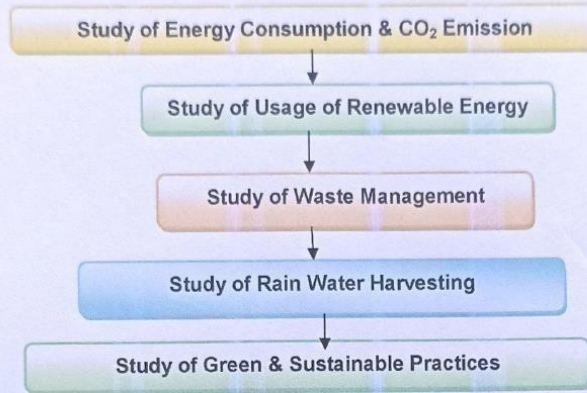 Study of Energy Consumption & CO₂ Emission
Study of Usage of Renewable Energy
Study of Waste Management
Study of Rain Water Harvesting
Study of Green & Sustainable Practices